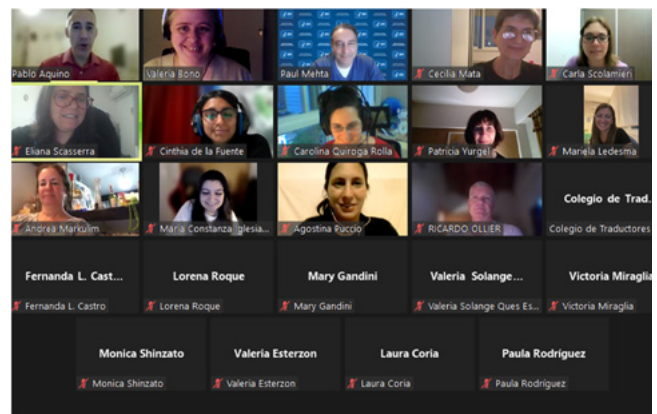 Pablo Aquino
Valeria Bono
Paul Mehta
Cecilia Mata
Carla Scolamieri
Eliana Scasserra
Cinthia de la Fuente
Carolina Quiroga Rolla
Patricia Yurgel
Mariela Ledesma
Andrea Markulim
Maria Constanza Iglesia...
Agostina Puccio
RICARDO OLLIER
Colegio de Trad...
Colegio de Traductores
Fernanda L. Cast...
Lorena Roque
Mary Gandini
Valeria Solange...
Victoria Miraglia
Fernanda L. Castro
Lorena Roque
Mary Gandini
Valeria Solange Ques Es...
Victoria Miraglia
Monica Shinzato
Valeria Esterzon
Laura Coria
Paula Rodríguez
Monica Shinzato
Valeria Esterzon
Laura Coria
Paula Rodríguez